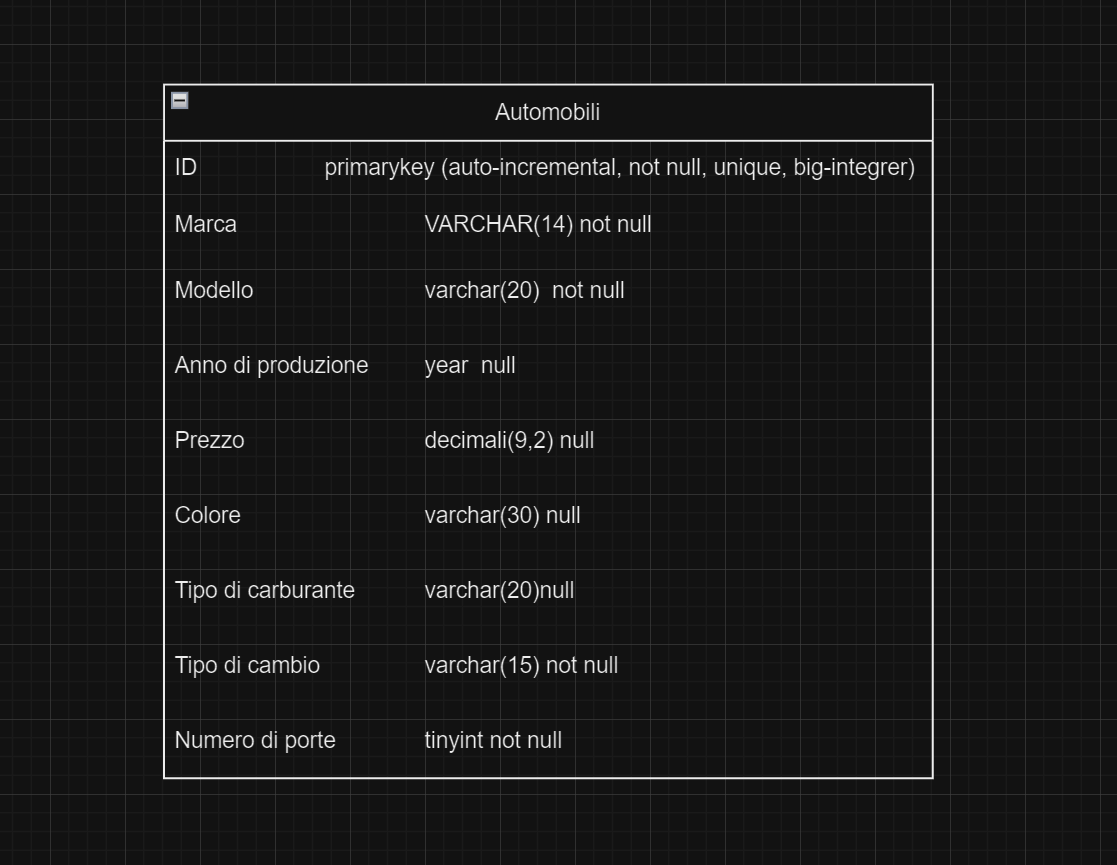 Automobili
ID primarykey (auto-incremental, not null, unique, big-integrer)
Marca VARCHAR(14) not null
Modello varchar(20)  not null
Anno di produzione year  null
Prezzo decimali(9,2) null
Colore varchar(30) null
Tipo di carburante varchar(20)null
Tipo di cambio varchar(15) not null
Numero di porte tinyint not null